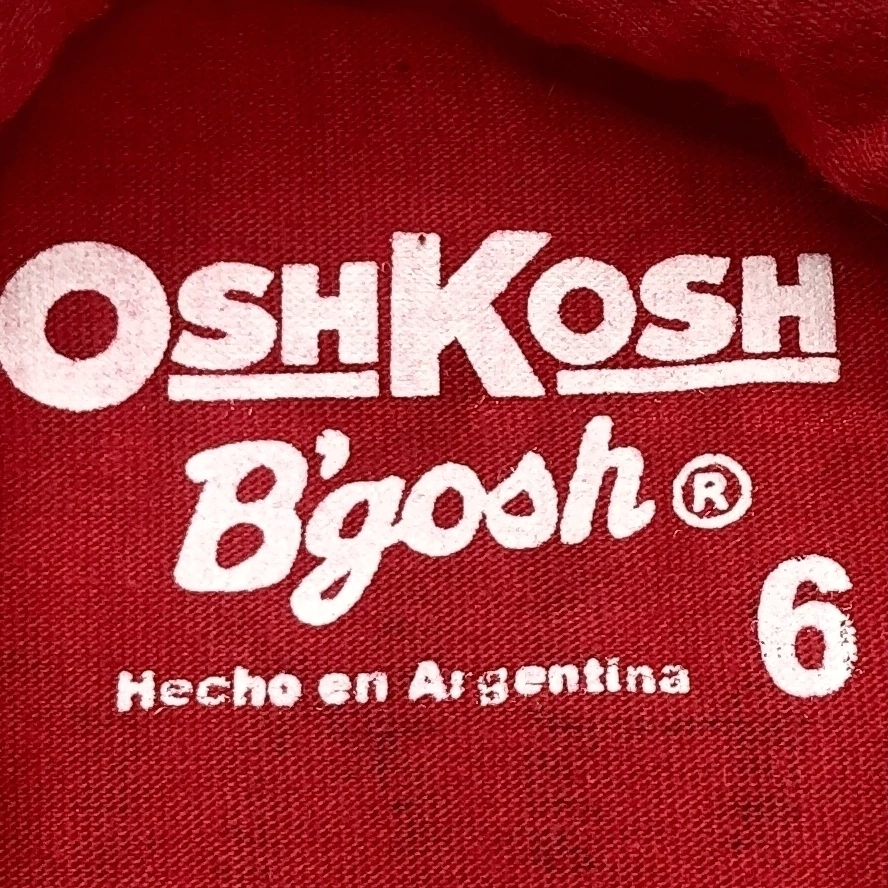 OSHKOSH
B'gosh ®
6
Hecho en Argentina